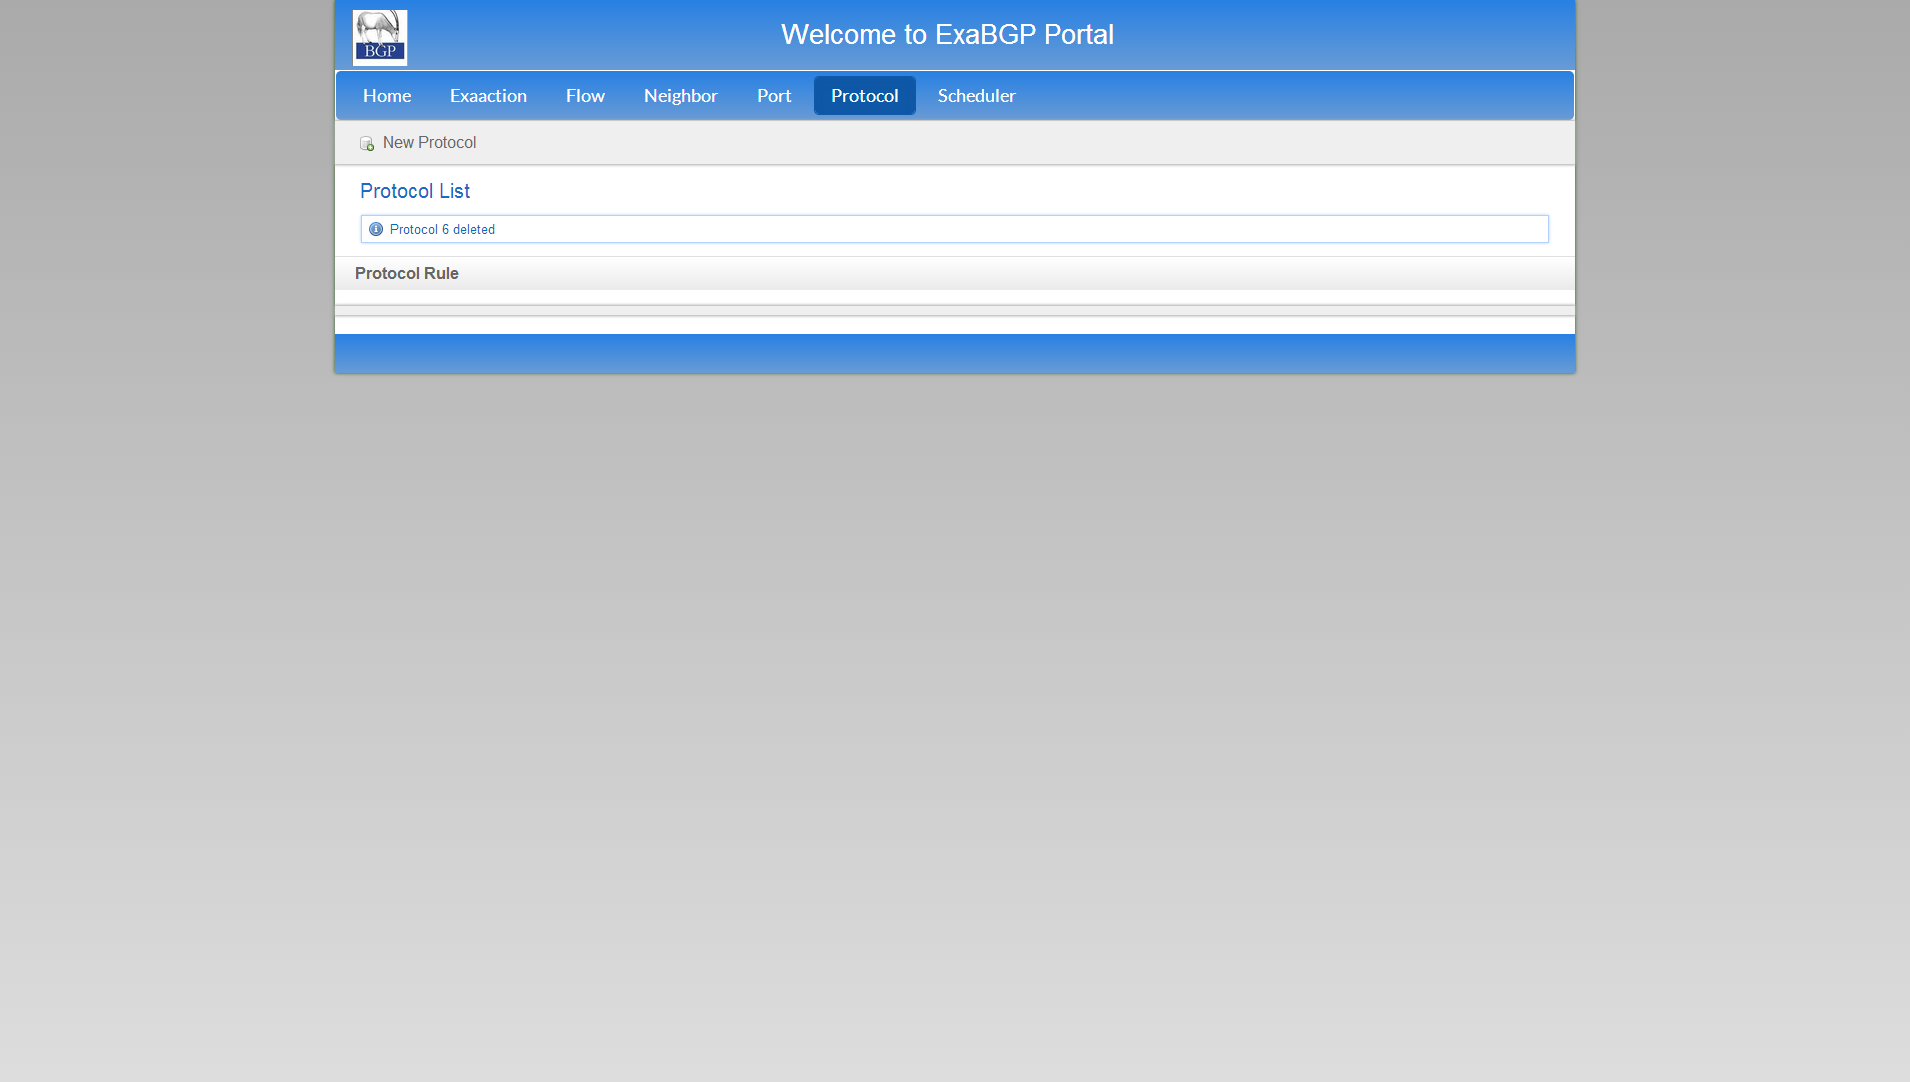 BGP
Welcome to ExaBGP Portal
Home Exaaction Flow Neighbor Port Protocol Scheduler
New Protocol
Protocol List
Protocol 6 deleted
Protocol Rule